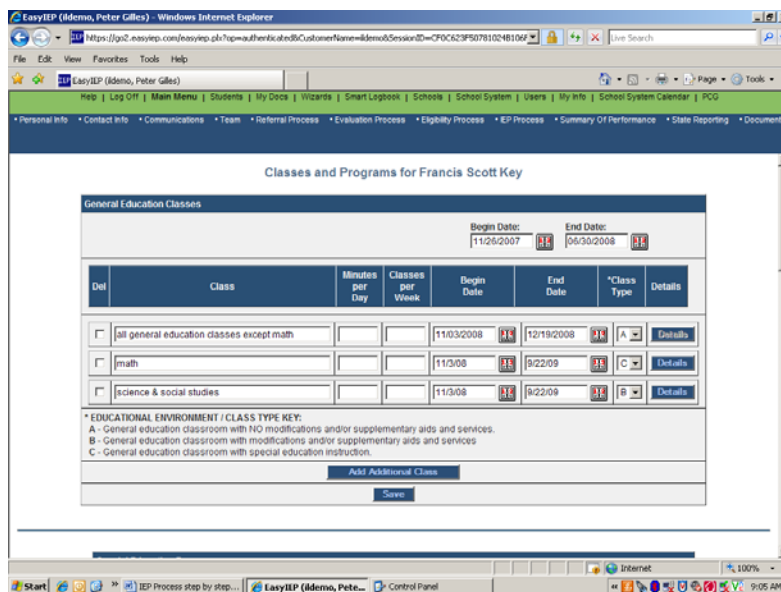 EasyIEP (ildemo, Peter Gilles) - Windows Internet Explorer
https://go2.easyiep.com/easyiep.plx?op=authenticated&CustomerName=ildemo&SessionID=
Live Search
File Edit View Favorites Tools Help
EasyIEP (ildemo, Peter Gilles)
Page Tools
Help | Log Off | Main Menu | Students | My Docs | Wizards | Smart Logbook | Schools | School System | Users | My Info | School System Calendar | PCG
• Personal Info • Contact Info • Communications • Team • Referral Process • Evaluation Process • Eligibility Process • IEP Process • Summary Of Performance • State Reporting • Document
Classes and Programs for Francis Scott Key
General Education Classes
Begin Date: End Date:
11/26/2007 06/30/2008
Del Class Minutes per Day Classes per Week Begin Date End Date *Class Type Details
all general education classes except math 11/03/2008 12/19/2008 A Details
math 11/3/08 9/22/09 C Details
science & social studies 11/3/08 9/22/09 B Details
* EDUCATIONAL ENVIRONMENT / CLASS TYPE KEY:
A - General education classroom with NO modifications and/or supplementary aids and services.
B - General education classroom with modifications and/or supplementary aids and services
C - General education classroom with special education instruction.
Add Additional Class
Save
Internet 100%
Start IEP Process step by step... EasyIEP (ildemo, Pete... Control Panel 9:05 AM